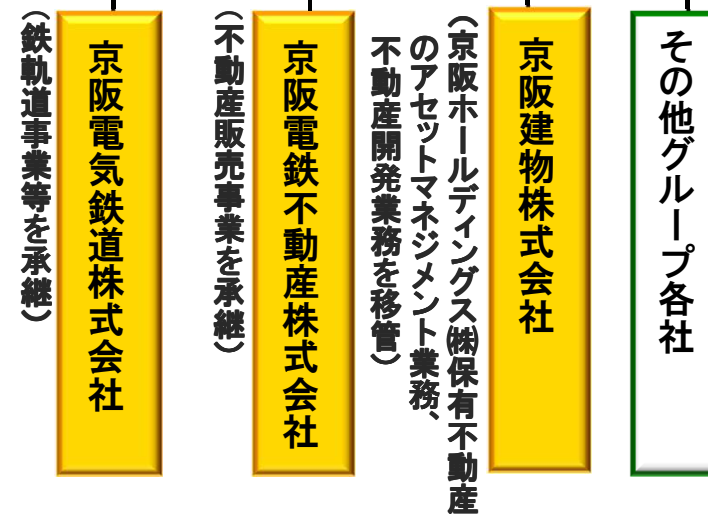 その他グループ各社
京阪建物株式会社
（京阪ホールディングス㈱保有不動産
のアセットマネジメント業務、
不動産開発業務を移管）
京阪電鉄不動産株式会社
（不動産販売事業を承継）
京阪電気鉄道株式会社
（鉄軌道事業等を承継）